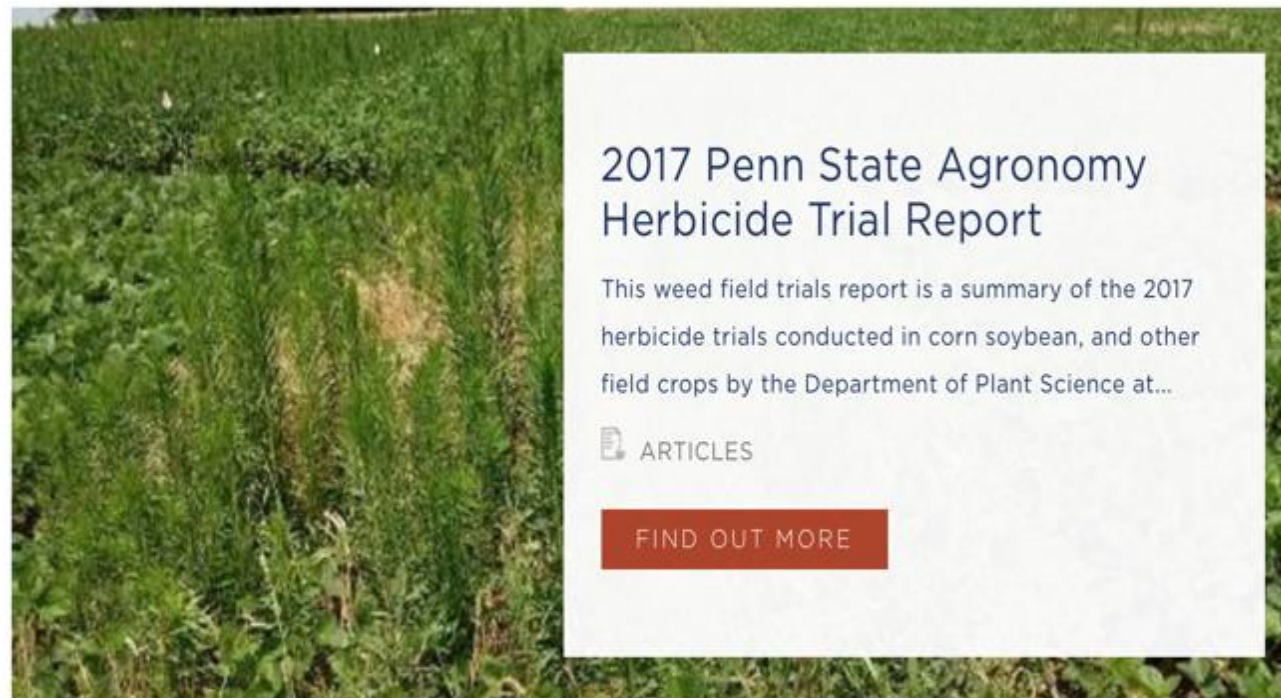 2017 Penn State Agronomy
Herbicide Trial Report
This weed field trials report is a summary of the 2017
herbicide trials conducted in corn soybean, and other
field crops by the Department of Plant Science at...
ARTICLES
FIND OUT MORE